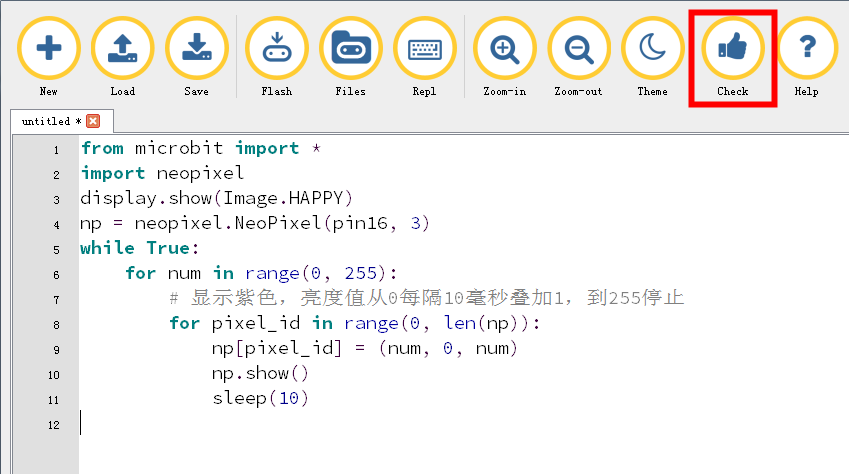 New Load Save Flash Files Repl Zoom-in Zoom-out Theme Check Help
untitled *
1 from microbit import *
2 import neopixel
3 display.show(Image.HAPPY)
4 np = neopixel.NeoPixel(pin16, 3)
5 while True:
6     for num in range(0, 255):
7         # 显示紫色，亮度值从0每隔10毫秒叠加1，到255停止
8         for pixel_id in range(0, len(np)):
9             np[pixel_id] = (num, 0, num)
10             np.show()
11             sleep(10)
12